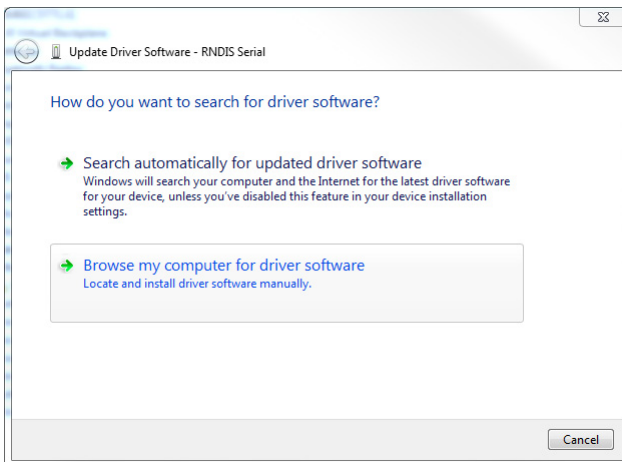 Update Driver Software - RNDIS Serial
How do you want to search for driver software?
Search automatically for updated driver software
Windows will search your computer and the Internet for the latest driver software
for your device, unless you've disabled this feature in your device installation
settings.
Browse my computer for driver software
Locate and install driver software manually.
Cancel